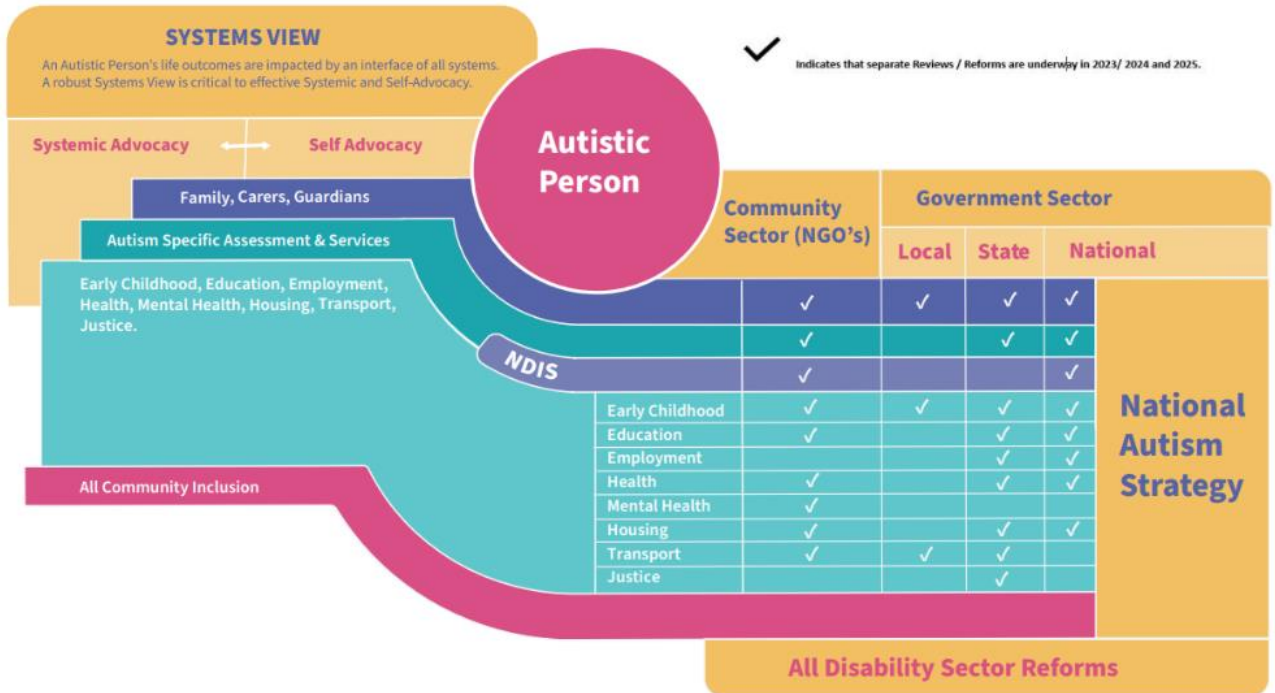 SYSTEMS VIEW
An Autistic Person's life outcomes are impacted by an interface of all systems.
A robust Systems View is critical to effective Systemic and Self-Advocacy.
Systemic Advocacy
Self Advocacy
Autistic
Person
✓ Indicates that separate Reviews / Reforms are underway in 2023/ 2024 and 2025.
Community
Sector (NGO's)
Government Sector
Local State National
Family, Carers, Guardians ✓ ✓ ✓ ✓
Autism Specific Assessment & Services ✓ ✓ ✓
Early Childhood, Education, Employment,
Health, Mental Health, Housing, Transport,
Justice.
NDIS ✓ ✓
Early Childhood ✓ ✓ ✓ ✓
Education ✓ ✓ ✓
Employment ✓ ✓
Health ✓ ✓ ✓
Mental Health ✓
Housing ✓ ✓ ✓
Transport ✓ ✓ ✓
Justice ✓
All Community Inclusion
National
Autism
Strategy
All Disability Sector Reforms